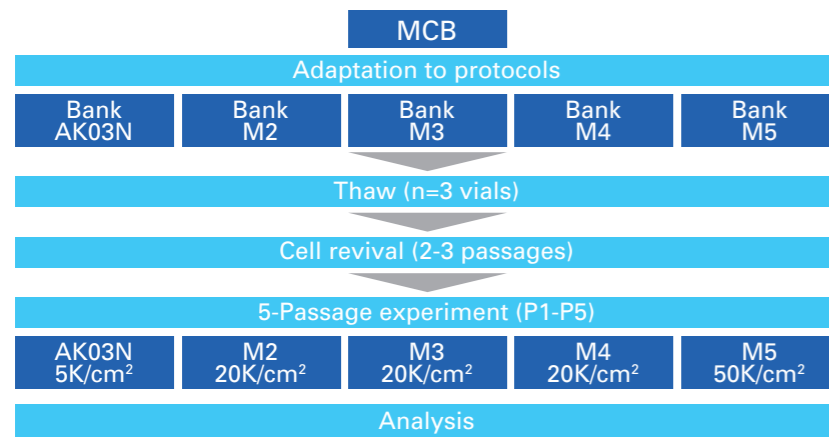 MCB
Adaptation to protocols
Bank
AK03N
Bank
M2
Bank
M3
Bank
M4
Bank
M5
Thaw (n=3 vials)
Cell revival (2-3 passages)
5-Passage experiment (P1-P5)
AK03N
5K/cm²
M2
20K/cm²
M3
20K/cm²
M4
20K/cm²
M5
50K/cm²
Analysis